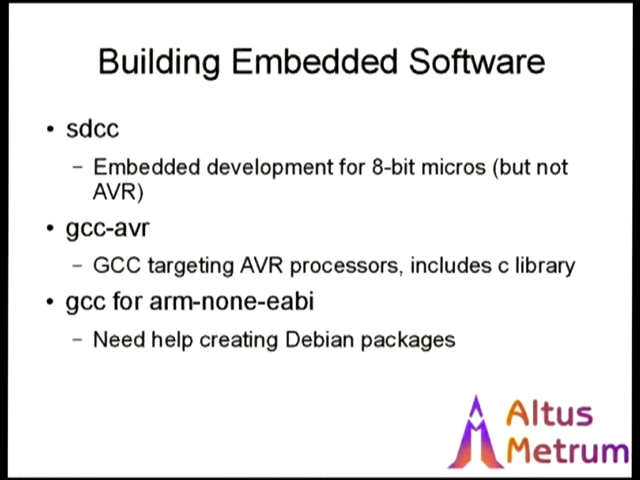 Building Embedded Software
• sdcc
– Embedded development for 8-bit micros (but not
AVR)
• gcc-avr
– GCC targeting AVR processors, includes c library
• gcc for arm-none-eabi
– Need help creating Debian packages
Altus
Metrum